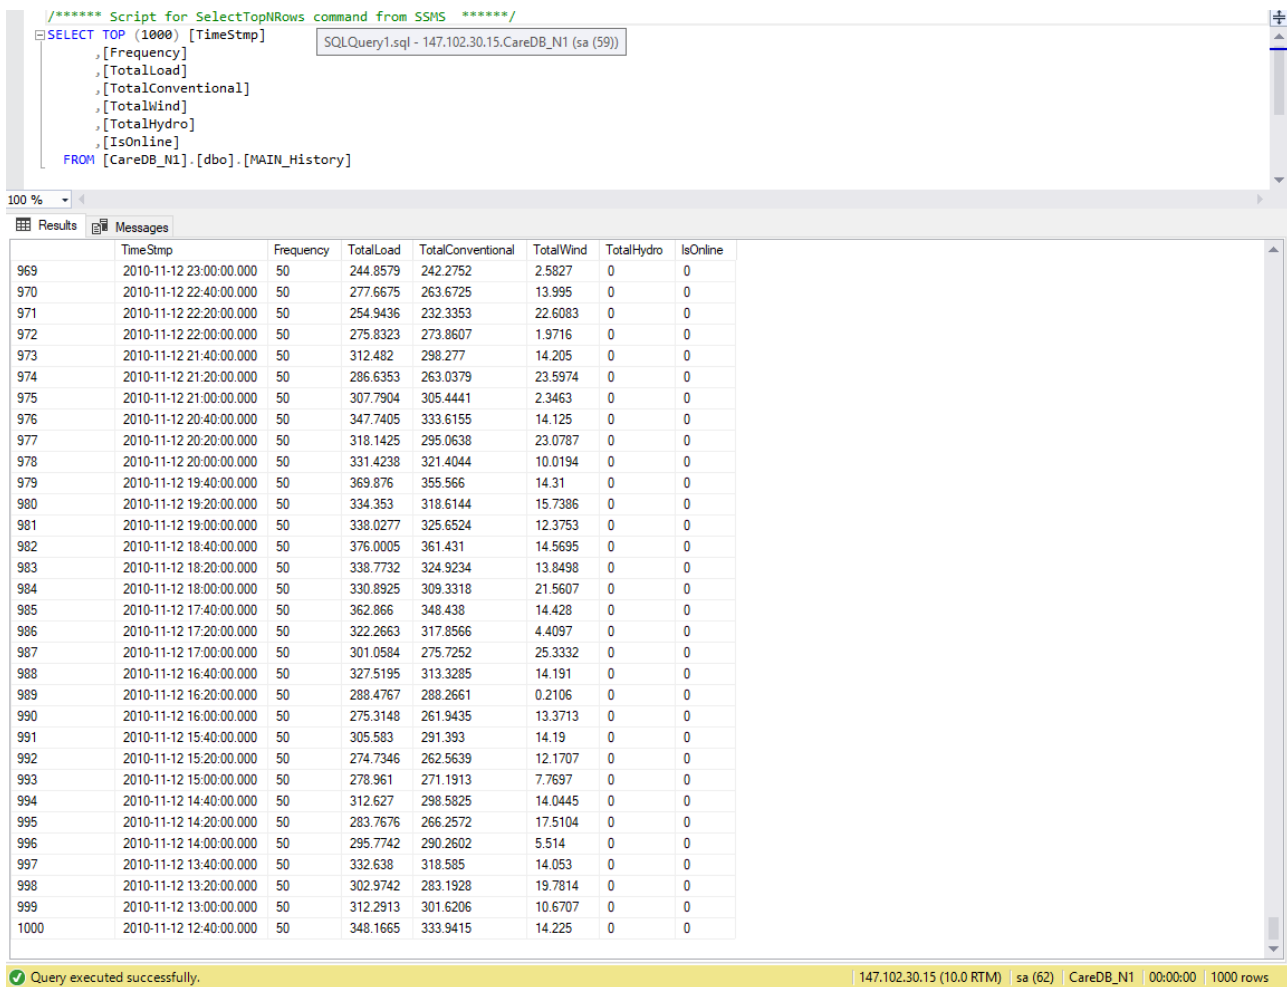 /****** Script for SelectTopNRows command from SSMS  ******/
SELECT TOP (1000) [TimeStmp]
SQLQuery1.sql - 147.102.30.15.CareDB_N1 (sa (59))
,[Frequency]
,[TotalLoad]
,[TotalConventional]
,[TotalWind]
,[TotalHydro]
,[IsOnline]
FROM [CareDB_N1].[dbo].[MAIN_History]
100 %
Results Messages
TimeStmp Frequency TotalLoad TotalConventional TotalWind TotalHydro IsOnline
969 2010-11-12 23:00:00.000 50 244.8579 242.2752 2.5827 0 0
970 2010-11-12 22:40:00.000 50 277.6675 263.6725 13.995 0 0
971 2010-11-12 22:20:00.000 50 254.9436 232.3353 22.6083 0 0
972 2010-11-12 22:00:00.000 50 275.8323 273.8607 1.9716 0 0
973 2010-11-12 21:40:00.000 50 312.482 298.277 14.205 0 0
974 2010-11-12 21:20:00.000 50 286.6353 263.0379 23.5974 0 0
975 2010-11-12 21:00:00.000 50 307.7904 305.4441 2.3463 0 0
976 2010-11-12 20:40:00.000 50 347.7405 333.6155 14.125 0 0
977 2010-11-12 20:20:00.000 50 318.1425 295.0638 23.0787 0 0
978 2010-11-12 20:00:00.000 50 331.4238 321.4044 10.0194 0 0
979 2010-11-12 19:40:00.000 50 369.876 355.566 14.31 0 0
980 2010-11-12 19:20:00.000 50 334.353 318.6144 15.7386 0 0
981 2010-11-12 19:00:00.000 50 338.0277 325.6524 12.3753 0 0
982 2010-11-12 18:40:00.000 50 376.0005 361.431 14.5695 0 0
983 2010-11-12 18:20:00.000 50 338.7732 324.9234 13.8498 0 0
984 2010-11-12 18:00:00.000 50 330.8925 309.3318 21.5607 0 0
985 2010-11-12 17:40:00.000 50 362.866 348.438 14.428 0 0
986 2010-11-12 17:20:00.000 50 322.2663 317.8566 4.4097 0 0
987 2010-11-12 17:00:00.000 50 301.0584 275.7252 25.3332 0 0
988 2010-11-12 16:40:00.000 50 327.5195 313.3285 14.191 0 0
989 2010-11-12 16:20:00.000 50 288.4767 288.2661 0.2106 0 0
990 2010-11-12 16:00:00.000 50 275.3148 261.9435 13.3713 0 0
991 2010-11-12 15:40:00.000 50 305.583 291.393 14.19 0 0
992 2010-11-12 15:20:00.000 50 274.7346 262.5639 12.1707 0 0
993 2010-11-12 15:00:00.000 50 278.961 271.1913 7.7697 0 0
994 2010-11-12 14:40:00.000 50 312.627 298.5825 14.0445 0 0
995 2010-11-12 14:20:00.000 50 283.7676 266.2572 17.5104 0 0
996 2010-11-12 14:00:00.000 50 295.7742 290.2602 5.514 0 0
997 2010-11-12 13:40:00.000 50 332.638 318.585 14.053 0 0
998 2010-11-12 13:20:00.000 50 302.9742 283.1928 19.7814 0 0
999 2010-11-12 13:00:00.000 50 312.2913 301.6206 10.6707 0 0
1000 2010-11-12 12:40:00.000 50 348.1665 333.9415 14.225 0 0
Query executed successfully. 147.102.30.15 (10.0 RTM) sa (62) CareDB_N1 00:00:00 1000 rows